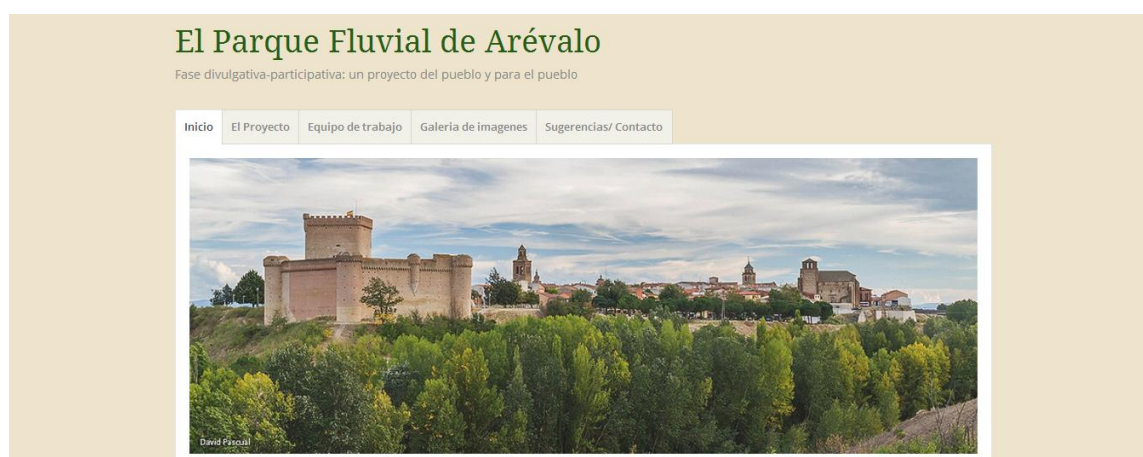 El Parque Fluvial de Arévalo
Fase divulgativa-participativa: un proyecto del pueblo y para el pueblo
Inicio El Proyecto Equipo de trabajo Galeria de imagenes Sugerencias/ Contacto
David Pascual